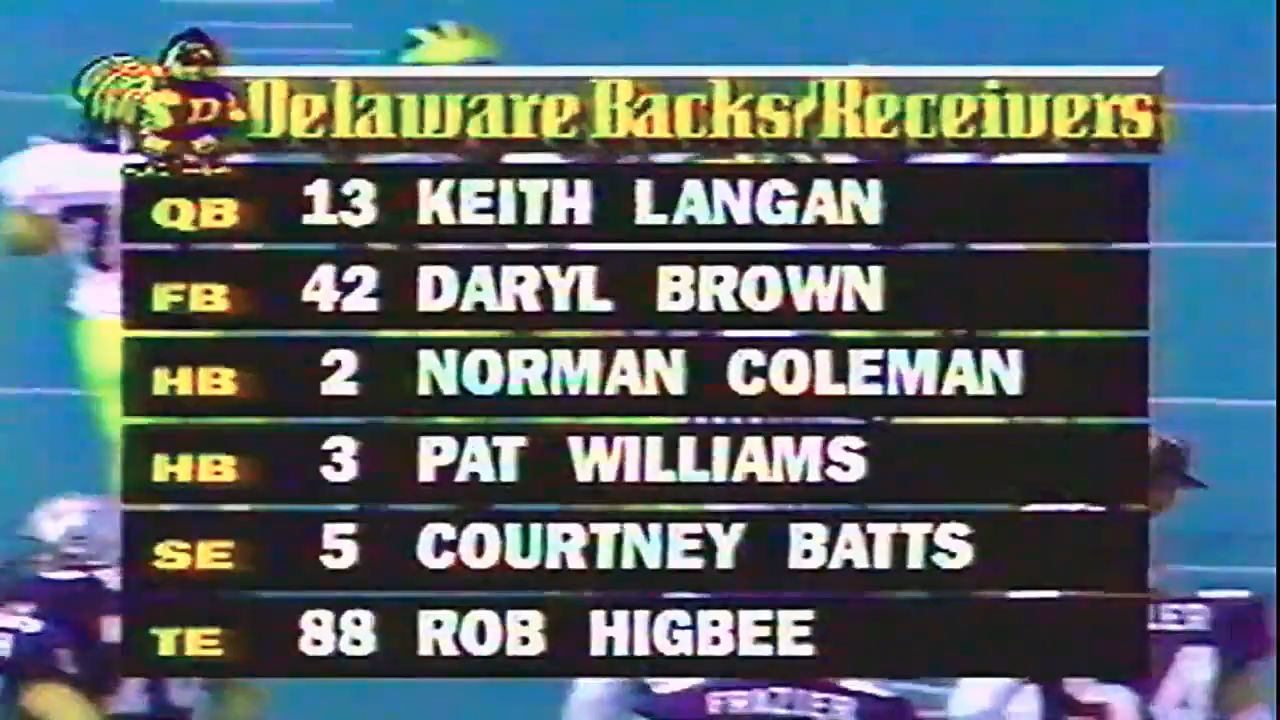 Delaware Backs/Receivers
QB 13 KEITH LANGAN
FB 42 DARYL BROWN
HB 2 NORMAN COLEMAN
HB 3 PAT WILLIAMS
SE 5 COURTNEY BATTS
TE 88 ROB HIGBEE
D
FRAZIER